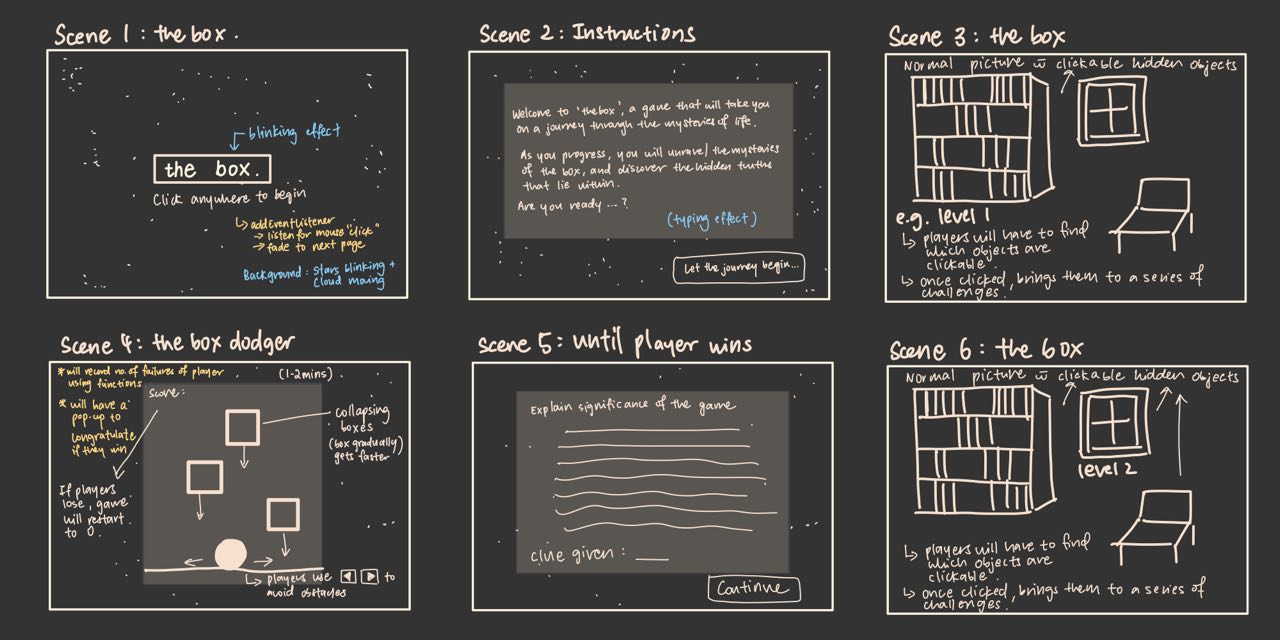 Scene 1 : the box .
blinking effect
the box.
Click anywhere to begin
↳ addEventListener
→ listen for mouse "click"
→ fade to next page
Background : stars blinking +
cloud moving
Scene 2: Instructions
Welcome to 'the box', a game that will take you
on a journey through the mysteries of life.
As you progress, you will unravel the mysteries
of the box, and discover the hidden truths
that lie within.
Are you ready ... ?
(typing effect)
Let the journey begin...
Scene 3 : the box
Normal picture w clickable hidden objects
e.g. level 1
↳ players will have to find
which objects are
clickable.
↳ once clicked, brings them to a series of
challenges.
Scene 4: the box dodger
* will record no. of failures of player
using functions
(1-2mins)
* will have a
pop-up to
congratulate
if they win
Score :
collapsing
boxes
(box gradually)
gets faster
If players
lose, game
will restart
to 0.
↳ players use ◀ ▶ to
avoid obstacles
Scene 5: until player wins
Explain significance of the game
clue given : ___
Continue
Scene 6 : the box
Normal picture w clickable hidden objects
level 2
↳ players will have to find
which objects are
clickable.
↳ once clicked, brings them to a series of
challenges.